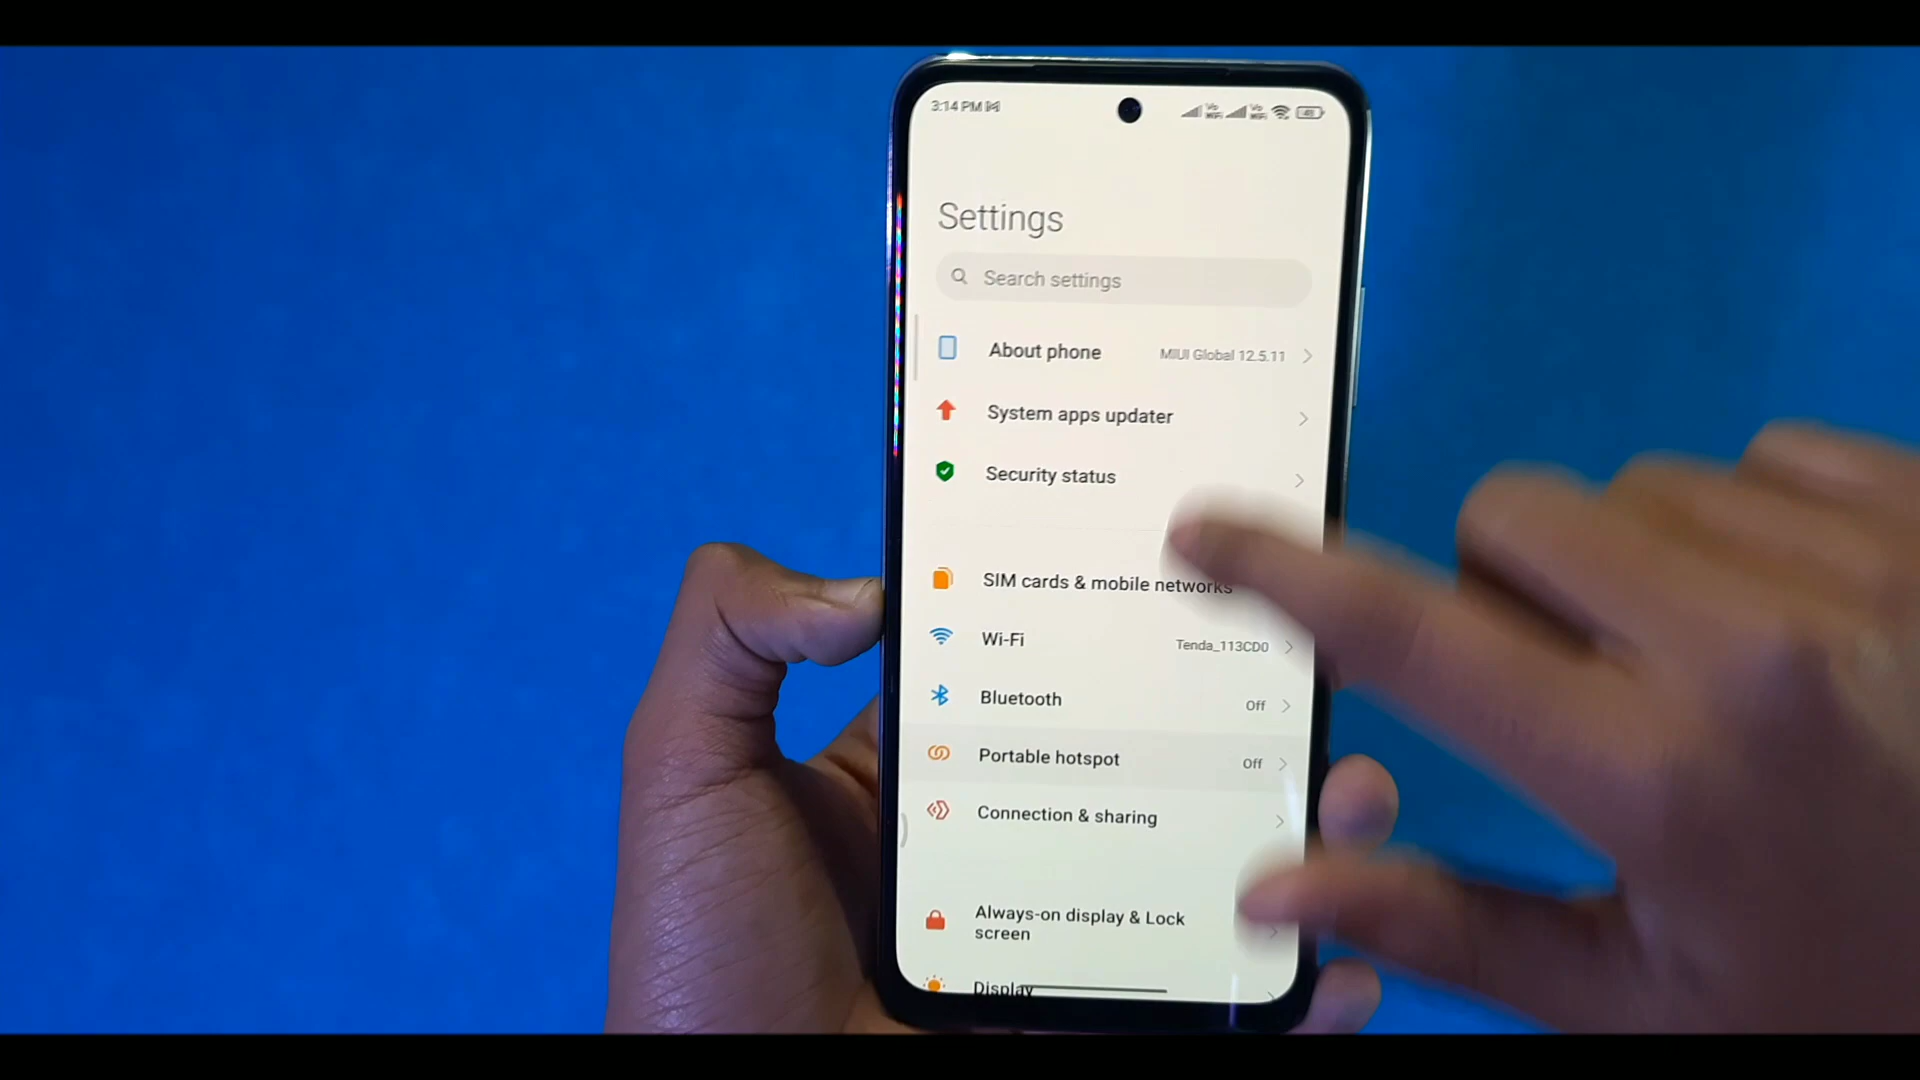 3:14 PM
Settings
Search settings
About phone MIUI Global 12.5.11
System apps updater
Security status
SIM cards & mobile networks
Wi-Fi Tenda_113CD0
Bluetooth Off
Portable hotspot Off
Connection & sharing
Always-on display & Lock
screen
Display